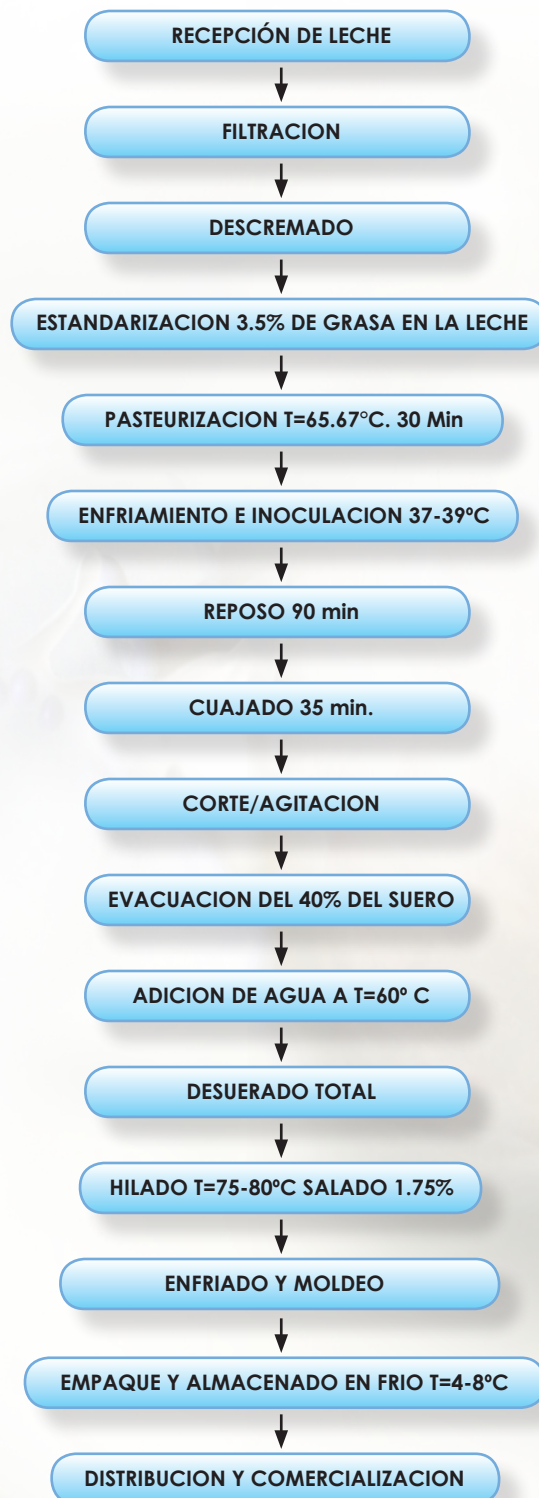 RECEPCIÓN DE LECHE
FILTRACION
DESCREMADO
ESTANDARIZACION 3.5% DE GRASA EN LA LECHE
PASTEURIZACION T=65.67°C. 30 Min
ENFRIAMIENTO E INOCULACION 37-39ºC
REPOSO 90 min
CUAJADO 35 min.
CORTE/AGITACION
EVACUACION DEL 40% DEL SUERO
ADICION DE AGUA A T=60º C
DESUERADO TOTAL
HILADO T=75-80ºC SALADO 1.75%
ENFRIADO Y MOLDEO
EMPAQUE Y ALMACENADO EN FRIO T=4-8ºC
DISTRIBUCION Y COMERCIALIZACION